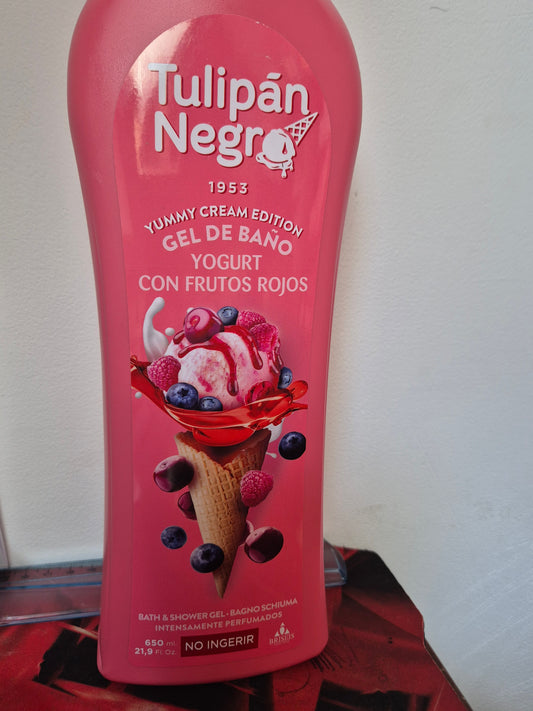 Tulipán
Negro
1953
YUMMY CREAM EDITION
GEL DE BAÑO
YOGURT
CON FRUTOS ROJOS
BATH & SHOWER GEL · BAGNO SCHIUMA
INTENSAMENTE PERFUMADOS
650 ml.
21,9 Fl. Oz.
NO INGERIR
BRISEIS